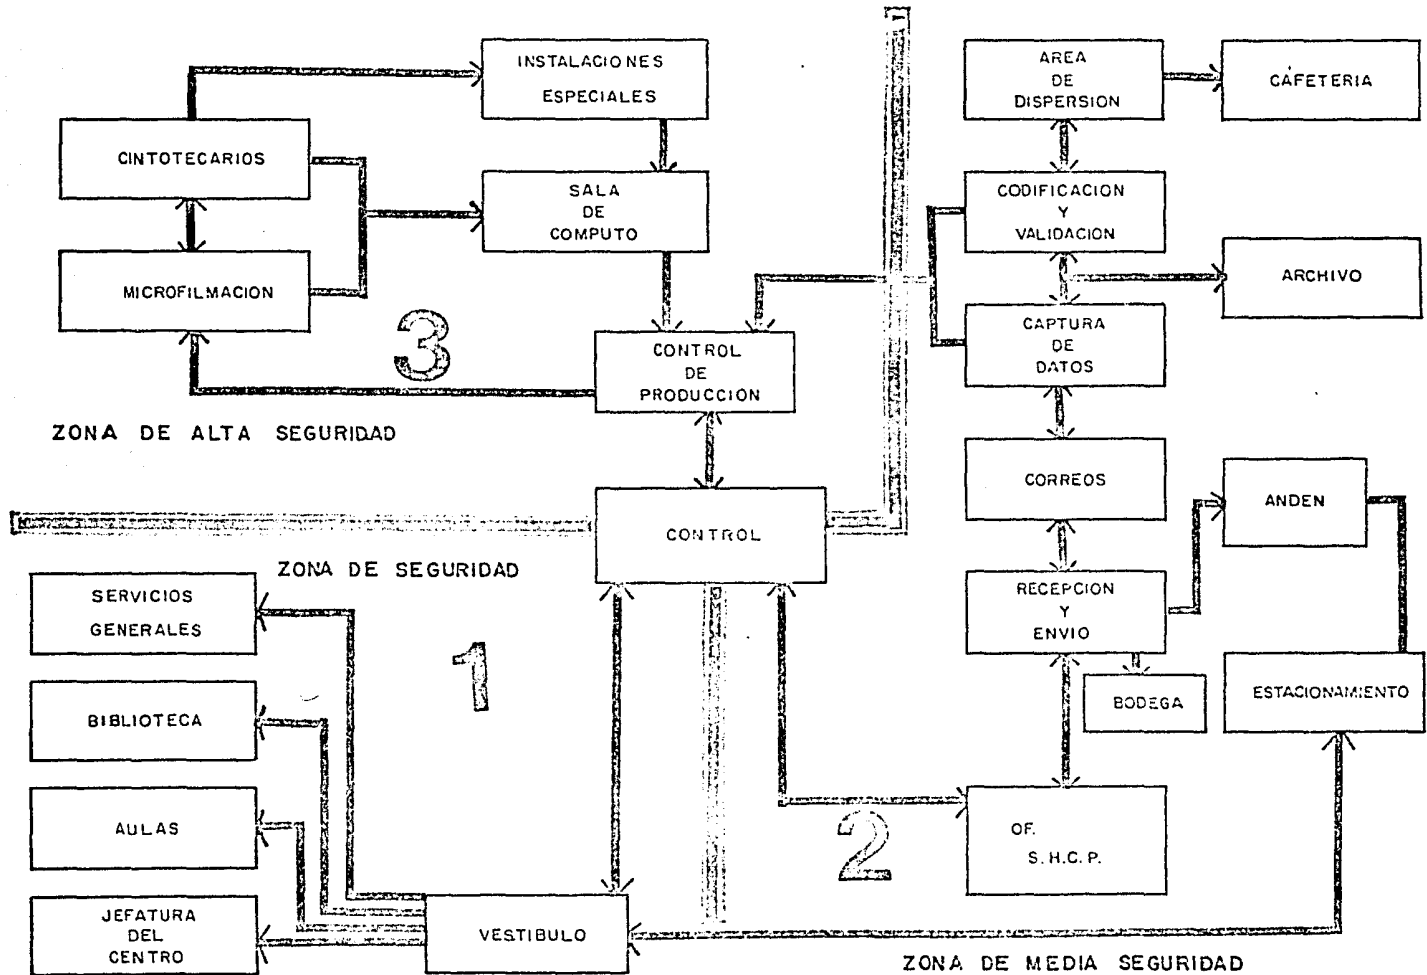 INSTALACIONES
ESPECIALES
CINTOTECARIOS
SALA
DE
COMPUTO
MICROFILMACION
3
CONTROL
DE
PRODUCCION
ZONA DE ALTA SEGURIDAD
AREA
DE
DISPERSION
CAFETERIA
CODIFICACION
Y
VALIDACION
ARCHIVO
CAPTURA
DE
DATOS
CORREOS
ANDEN
RECEPCION
Y
ENVIO
BODEGA
ESTACIONAMIENTO
CONTROL
ZONA DE SEGURIDAD
SERVICIOS
GENERALES
1
BIBLIOTECA
AULAS
JEFATURA
DEL
CENTRO
VESTIBULO
2
OF.
S.H.C.P.
ZONA DE MEDIA SEGURIDAD